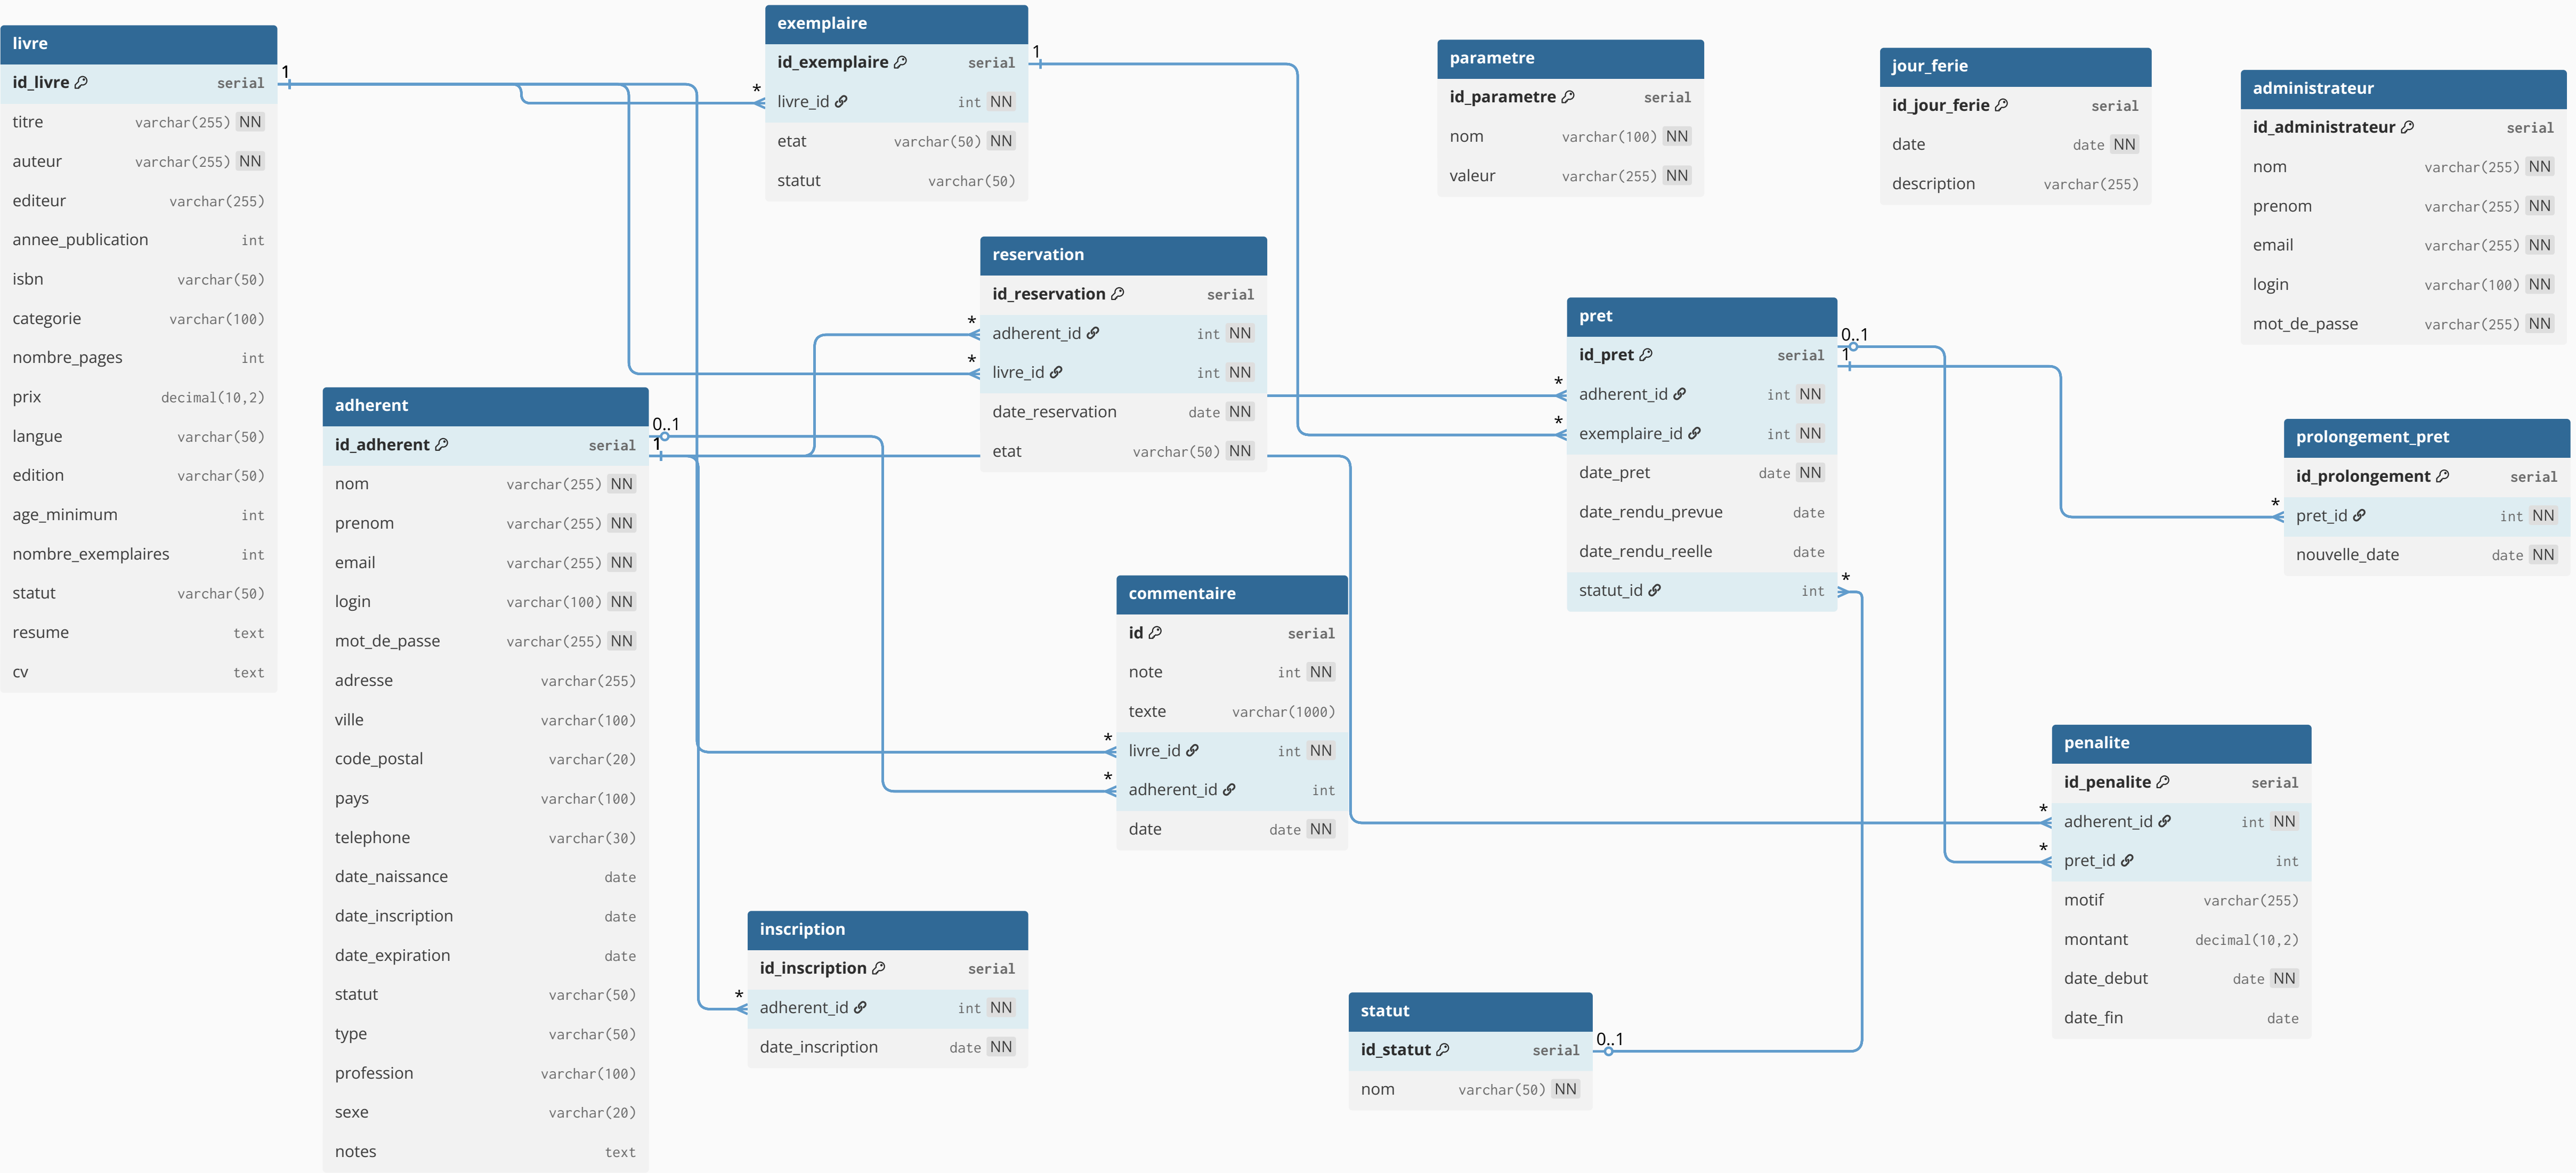 livre
id_livre serial
titre varchar(255) NN
auteur varchar(255) NN
editeur varchar(255)
annee_publication int
isbn varchar(50)
categorie varchar(100)
nombre_pages int
prix decimal(10,2)
langue varchar(50)
edition varchar(50)
age_minimum int
nombre_exemplaires int
statut varchar(50)
resume text
cv text
1
exemplaire
id_exemplaire serial
livre_id int NN
etat varchar(50) NN
statut varchar(50)
1
*
parametre
id_parametre serial
nom varchar(100) NN
valeur varchar(255) NN
jour_ferie
id_jour_ferie serial
date date NN
description varchar(255)
administrateur
id_administrateur serial
nom varchar(255) NN
prenom varchar(255) NN
email varchar(255) NN
login varchar(100) NN
mot_de_passe varchar(255) NN
reservation
id_reservation serial
adherent_id int NN
livre_id int NN
date_reservation date NN
etat varchar(50) NN
*
*
pret
id_pret serial
adherent_id int NN
exemplaire_id int NN
date_pret date NN
date_rendu_prevue date
date_rendu_reelle date
statut_id int
0..1
1
*
*
*
adherent
id_adherent serial
nom varchar(255) NN
prenom varchar(255) NN
email varchar(255) NN
login varchar(100) NN
mot_de_passe varchar(255) NN
adresse varchar(255)
ville varchar(100)
code_postal varchar(20)
pays varchar(100)
telephone varchar(30)
date_naissance date
date_inscription date
date_expiration date
statut varchar(50)
type varchar(50)
profession varchar(100)
sexe varchar(20)
notes text
0..1
1
prolongement_pret
id_prolongement serial
pret_id int NN
nouvelle_date date NN
*
commentaire
id serial
note int NN
texte varchar(1000)
livre_id int NN
adherent_id int
date date NN
*
*
penalite
id_penalite serial
adherent_id int NN
pret_id int
motif varchar(255)
montant decimal(10,2)
date_debut date NN
date_fin date
*
*
inscription
id_inscription serial
adherent_id int NN
date_inscription date NN
*
statut
id_statut serial
nom varchar(50) NN
0..1